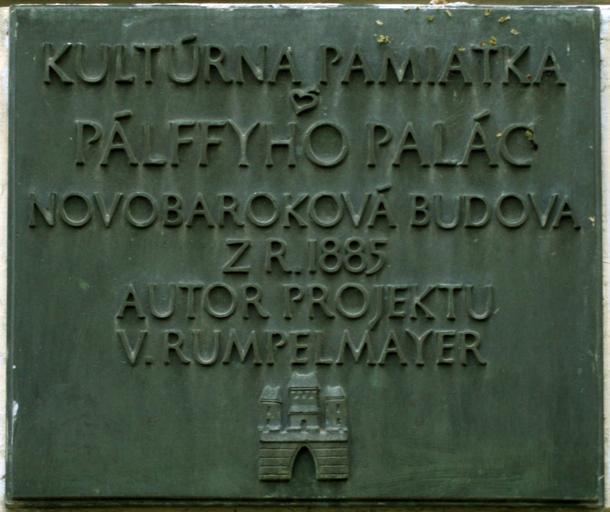 KULTÚRNA PAMIATKA
PÁLFFYHO PALÁC
NOVOBAROKOVÁ BUDOVA
Z R. 1885
AUTOR PROJEKTU
V. RUMPELMAYER